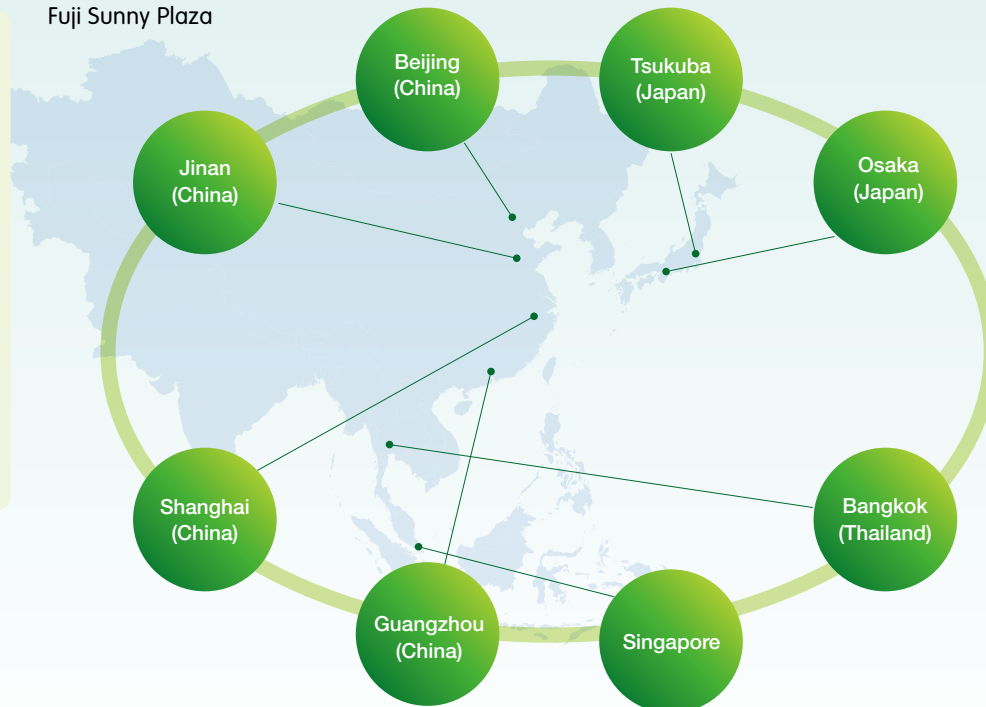 Fuji Sunny Plaza
Beijing
(China)
Tsukuba
(Japan)
Jinan
(China)
Osaka
(Japan)
Shanghai
(China)
Bangkok
(Thailand)
Guangzhou
(China)
Singapore